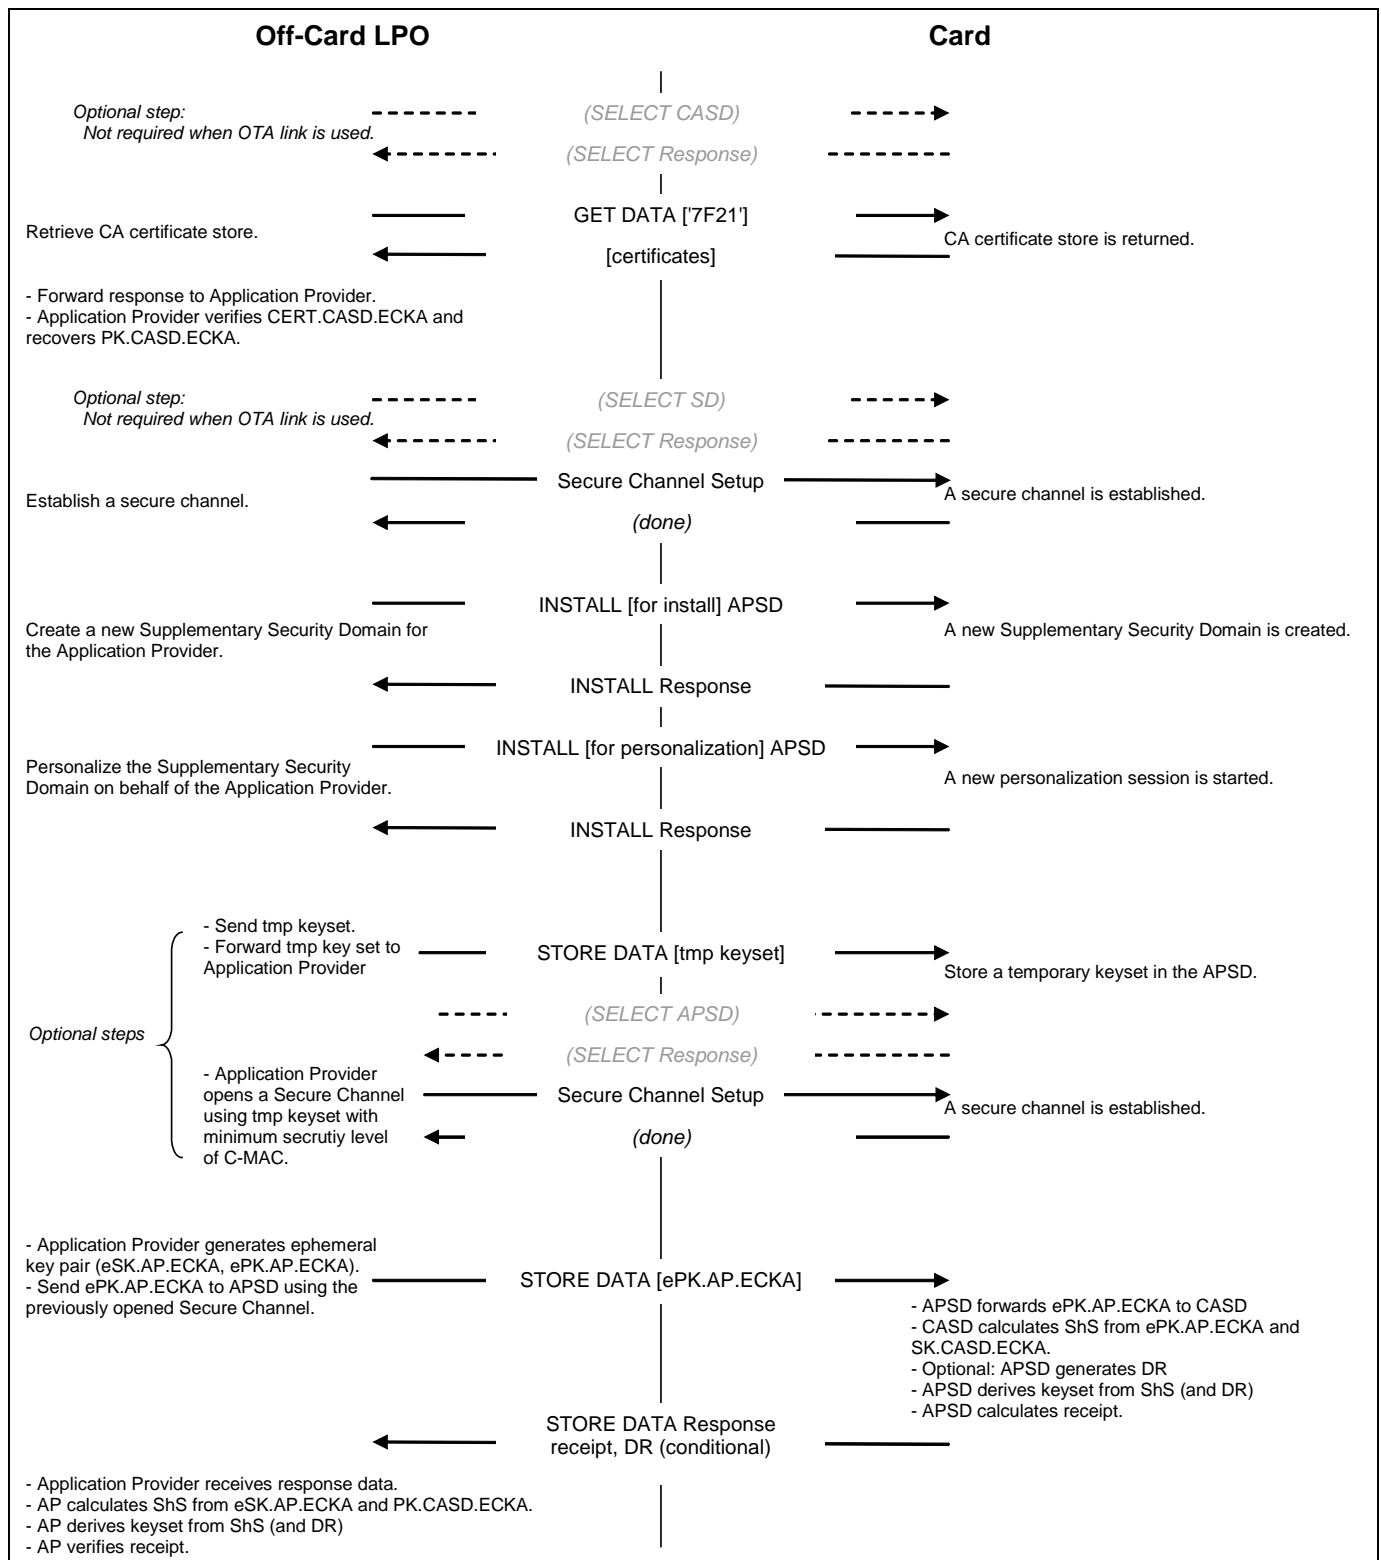 Off-Card LPO
Card
Optional step:
Not required when OTA link is used.
(SELECT CASD)
(SELECT Response)
GET DATA ['7F21']
Retrieve CA certificate store.
CA certificate store is returned.
[certificates]
- Forward response to Application Provider.
- Application Provider verifies CERT.CASD.ECKA and
recovers PK.CASD.ECKA.
Optional step:
Not required when OTA link is used.
(SELECT SD)
(SELECT Response)
Secure Channel Setup
Establish a secure channel.
A secure channel is established.
(done)
INSTALL [for install] APSD
Create a new Supplementary Security Domain for
the Application Provider.
A new Supplementary Security Domain is created.
INSTALL Response
INSTALL [for personalization] APSD
Personalize the Supplementary Security
Domain on behalf of the Application Provider.
A new personalization session is started.
INSTALL Response
Optional steps
- Send tmp keyset.
- Forward tmp key set to
Application Provider
STORE DATA [tmp keyset]
Store a temporary keyset in the APSD.
(SELECT APSD)
(SELECT Response)
- Application Provider
opens a Secure Channel
using tmp keyset with
minimum secrutiy level
of C-MAC.
Secure Channel Setup
A secure channel is established.
(done)
- Application Provider generates ephemeral
key pair (eSK.AP.ECKA, ePK.AP.ECKA).
- Send ePK.AP.ECKA to APSD using the
previously opened Secure Channel.
STORE DATA [ePK.AP.ECKA]
- APSD forwards ePK.AP.ECKA to CASD
- CASD calculates ShS from ePK.AP.ECKA and
SK.CASD.ECKA.
- Optional: APSD generates DR
- APSD derives keyset from ShS (and DR)
- APSD calculates receipt.
STORE DATA Response
receipt, DR (conditional)
- Application Provider receives response data.
- AP calculates ShS from eSK.AP.ECKA and PK.CASD.ECKA.
- AP derives keyset from ShS (and DR)
- AP verifies receipt.